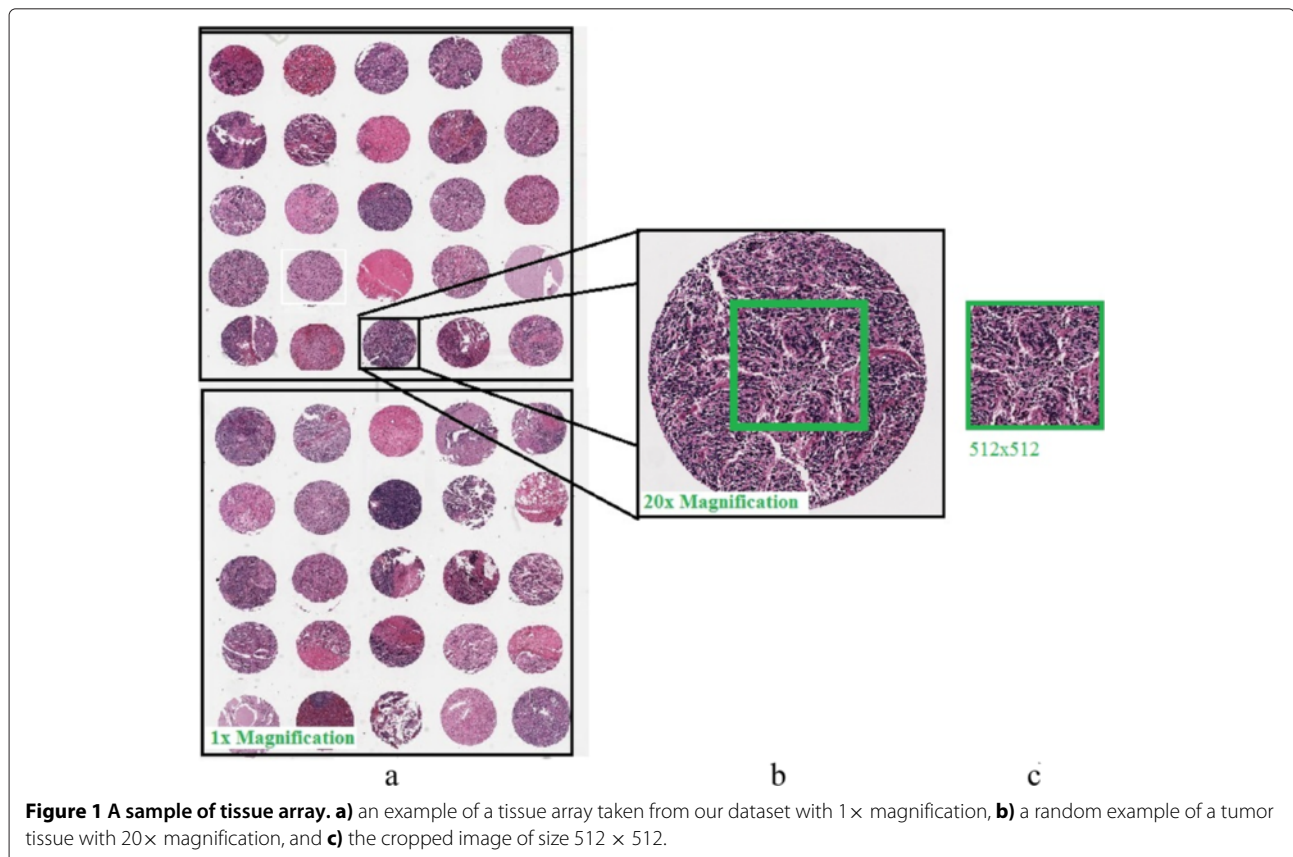 20x Magnification
512x512
1x Magnification
a
b
c
Figure 1 A sample of tissue array. a) an example of a tissue array taken from our dataset with 1× magnification, b) a random example of a tumor
tissue with 20× magnification, and c) the cropped image of size 512 × 512.